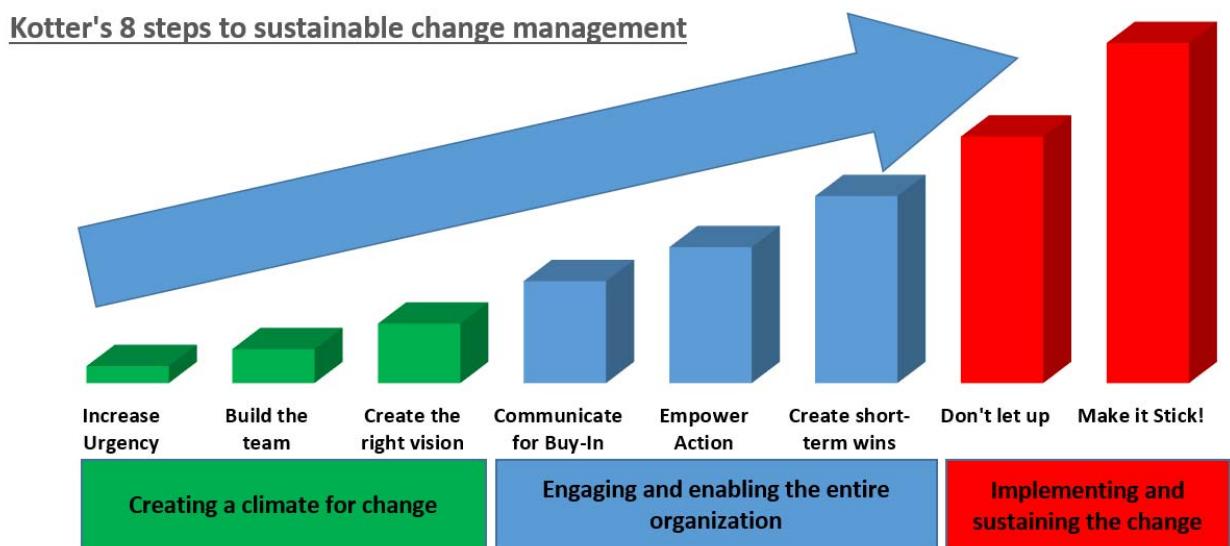 Kotter's 8 steps to sustainable change management
Increase
Urgency
Build the
team
Create the
right vision
Communicate
for Buy-In
Empower
Action
Create short-
term wins
Don't let up
Make it Stick!
Creating a climate for change
Engaging and enabling the entire
organization
Implementing and
sustaining the change